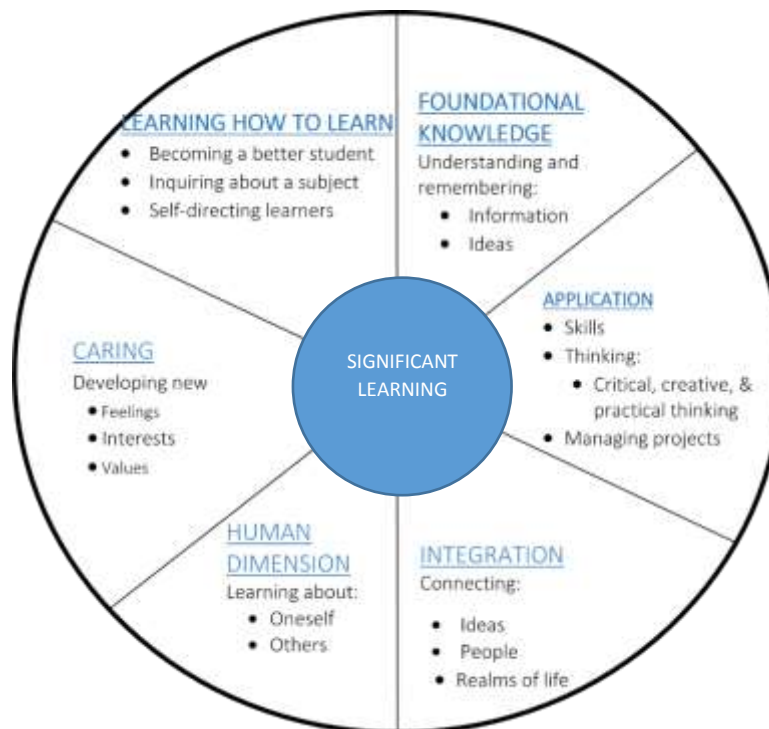 LEARNING HOW TO LEARN
• Becoming a better student
• Inquiring about a subject
• Self-directing learners
FOUNDATIONAL
KNOWLEDGE
Understanding and
remembering:
• Information
• Ideas
APPLICATION
• Skills
• Thinking:
• Critical, creative, &
practical thinking
• Managing projects
CARING
Developing new
• Feelings
• Interests
• Values
SIGNIFICANT
LEARNING
HUMAN
DIMENSION
Learning about:
• Oneself
• Others
INTEGRATION
Connecting:
• Ideas
• People
• Realms of life